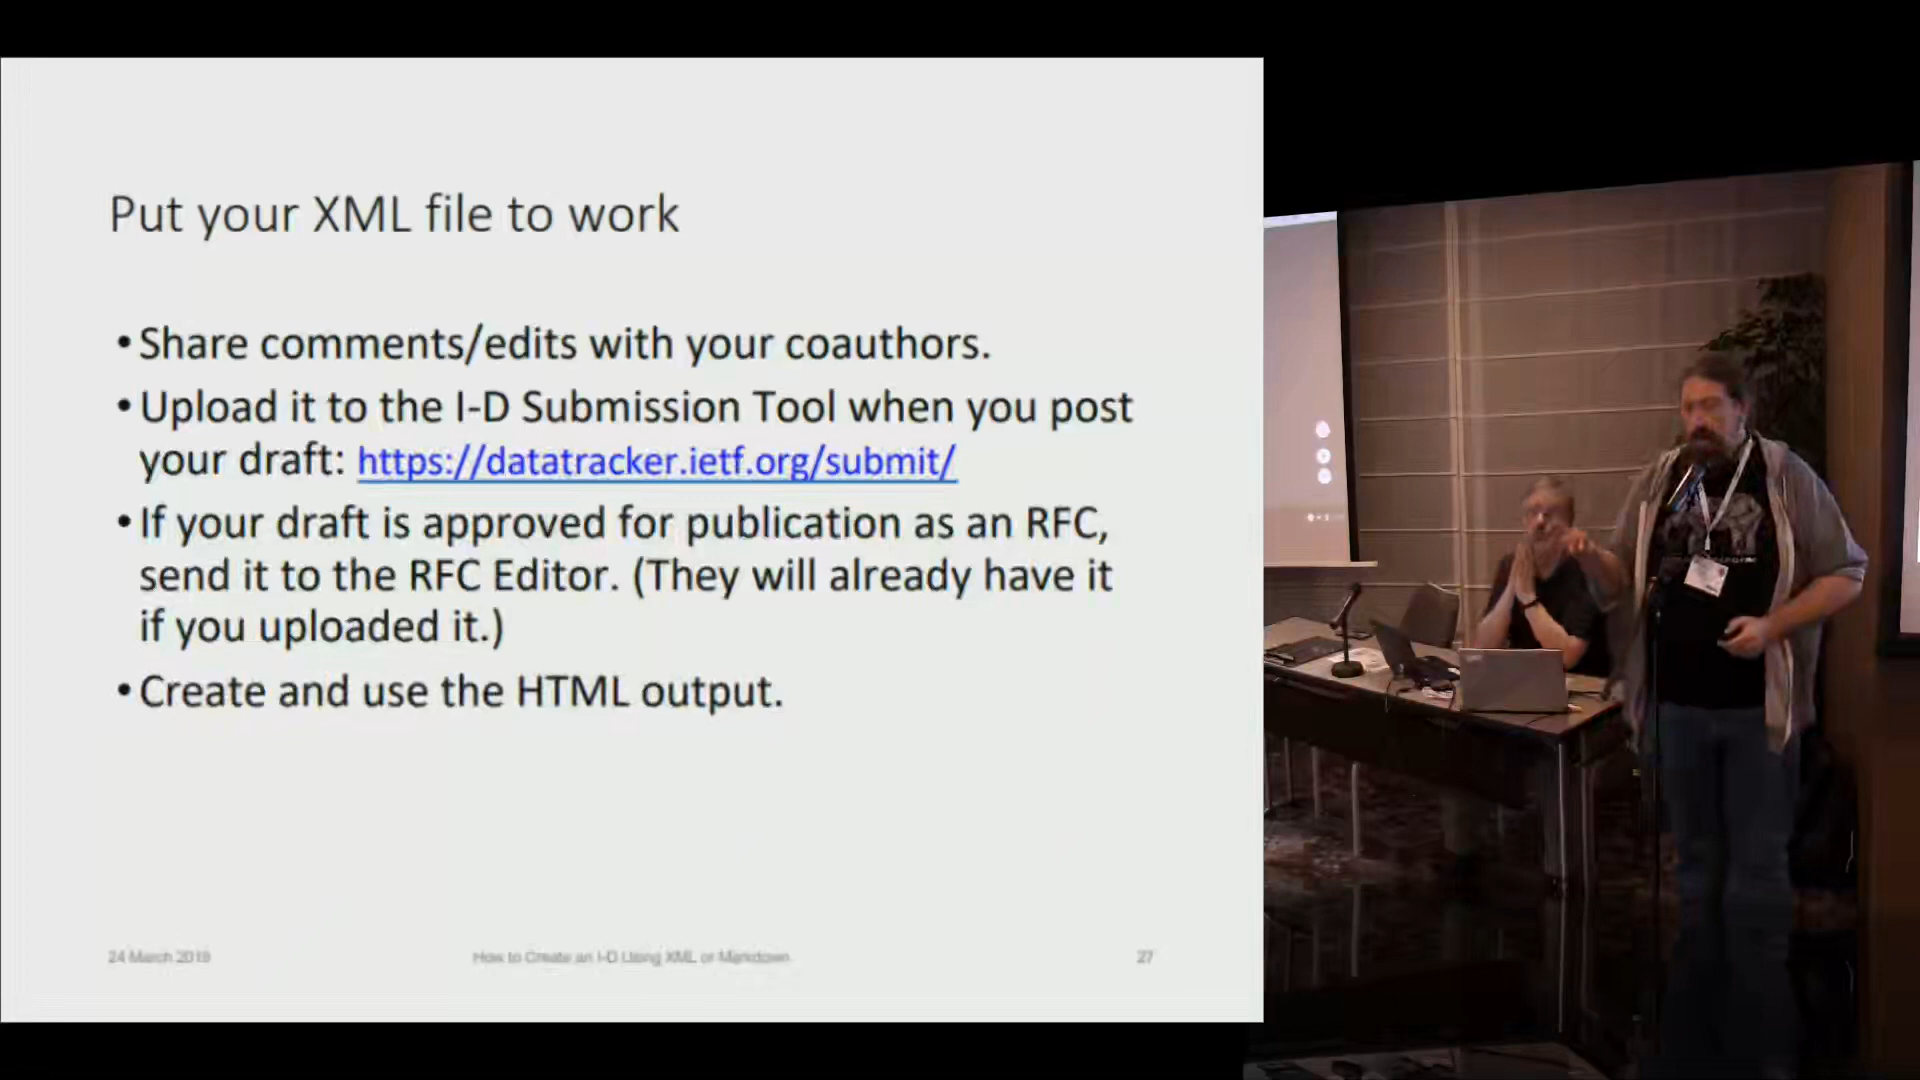 Put your XML file to work
•Share comments/edits with your coauthors.
•Upload it to the I-D Submission Tool when you post
your draft: https://datatracker.ietf.org/submit/
•If your draft is approved for publication as an RFC,
send it to the RFC Editor. (They will already have it
if you uploaded it.)
•Create and use the HTML output.
24 March 2019
How to Create an I-D Using XML or Markdown
27